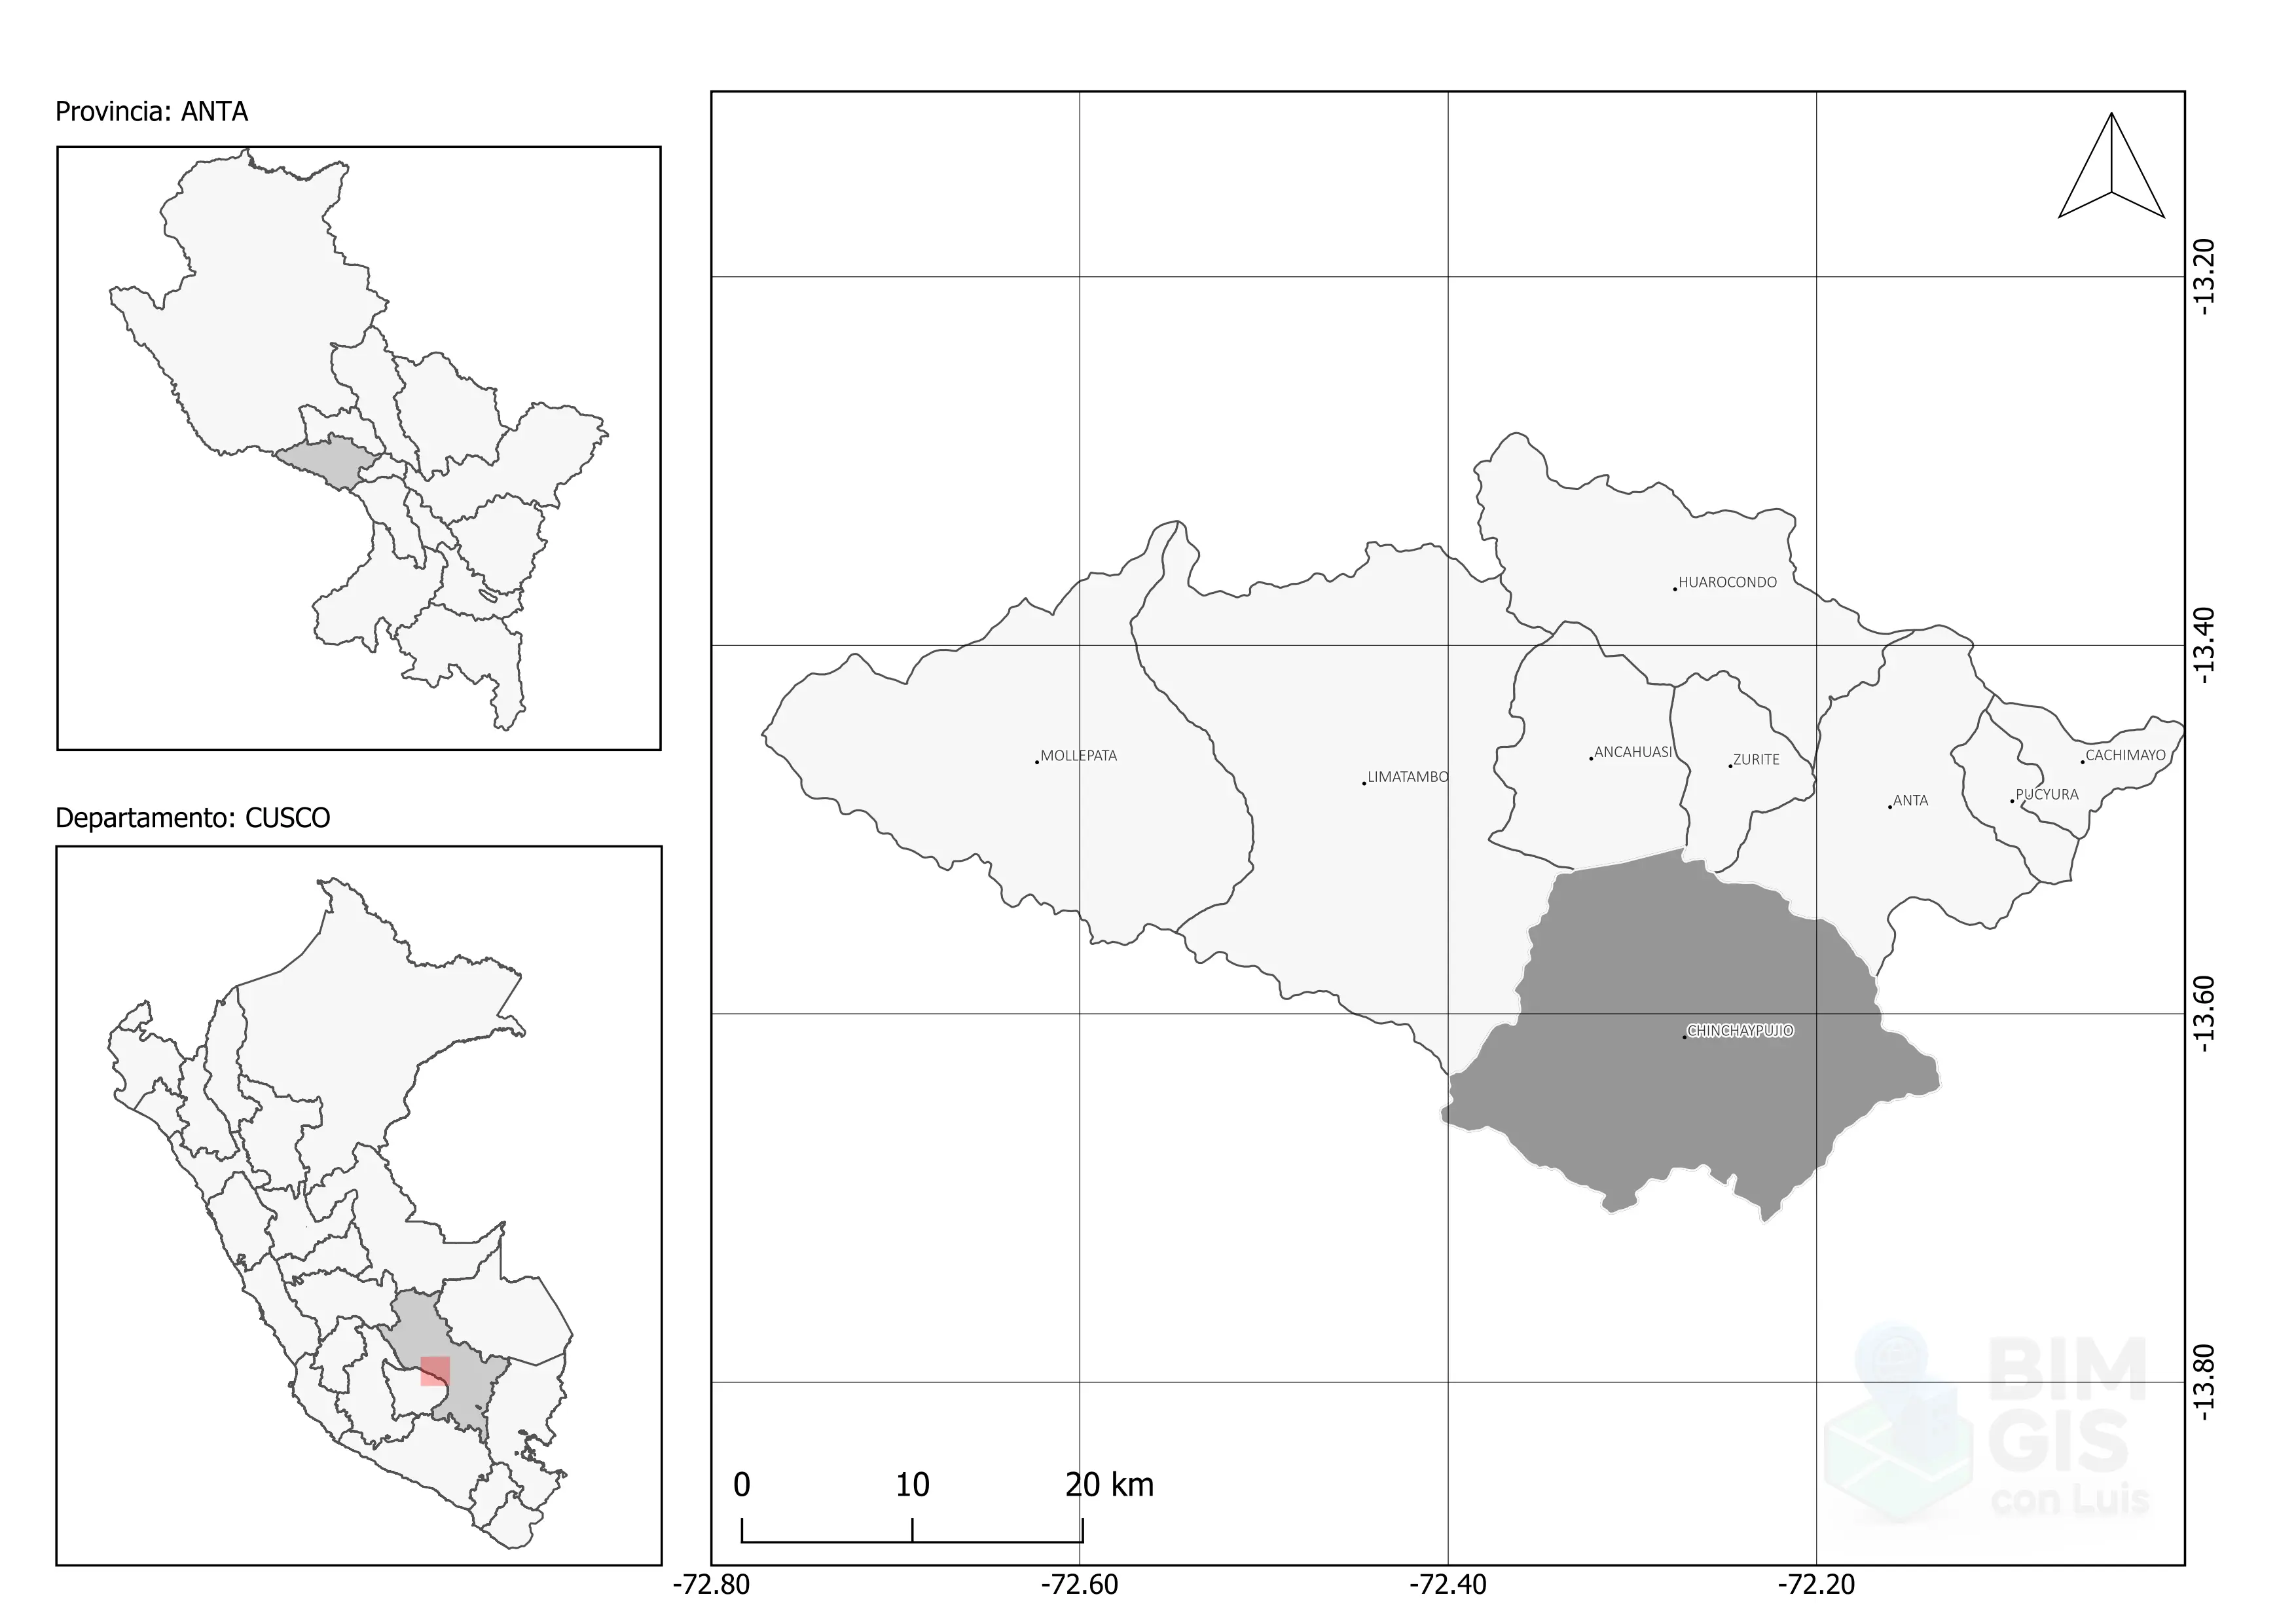 Provincia: ANTA
Departamento: CUSCO
HUAROCONDO
MOLLEPATA
LIMATAMBO
ANCAHUASI
ZURITE
CACHIMAYO
PUCYURA
ANTA
CHINCHAYPUJIO
-13.20
-13.40
-13.60
-13.80
0 10 20 km
-72.80 -72.60 -72.40 -72.20
BIM
GIS
con Luis